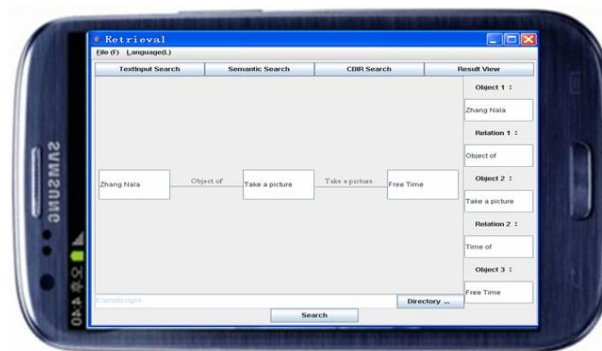 Retrieval
File (F) Language(L)
TextInput Search Semantic Search CBIR Search Result View
Object 1 :
Zhang Nala
Relation 1 :
Object of
Object 2 :
Take a picture
Relation 2 :
Time of
Object 3 :
Free Time
Zhang Nala Object of Take a picture Take a picture Free Time
Directory ...
Search
SAMSUNG
4:40